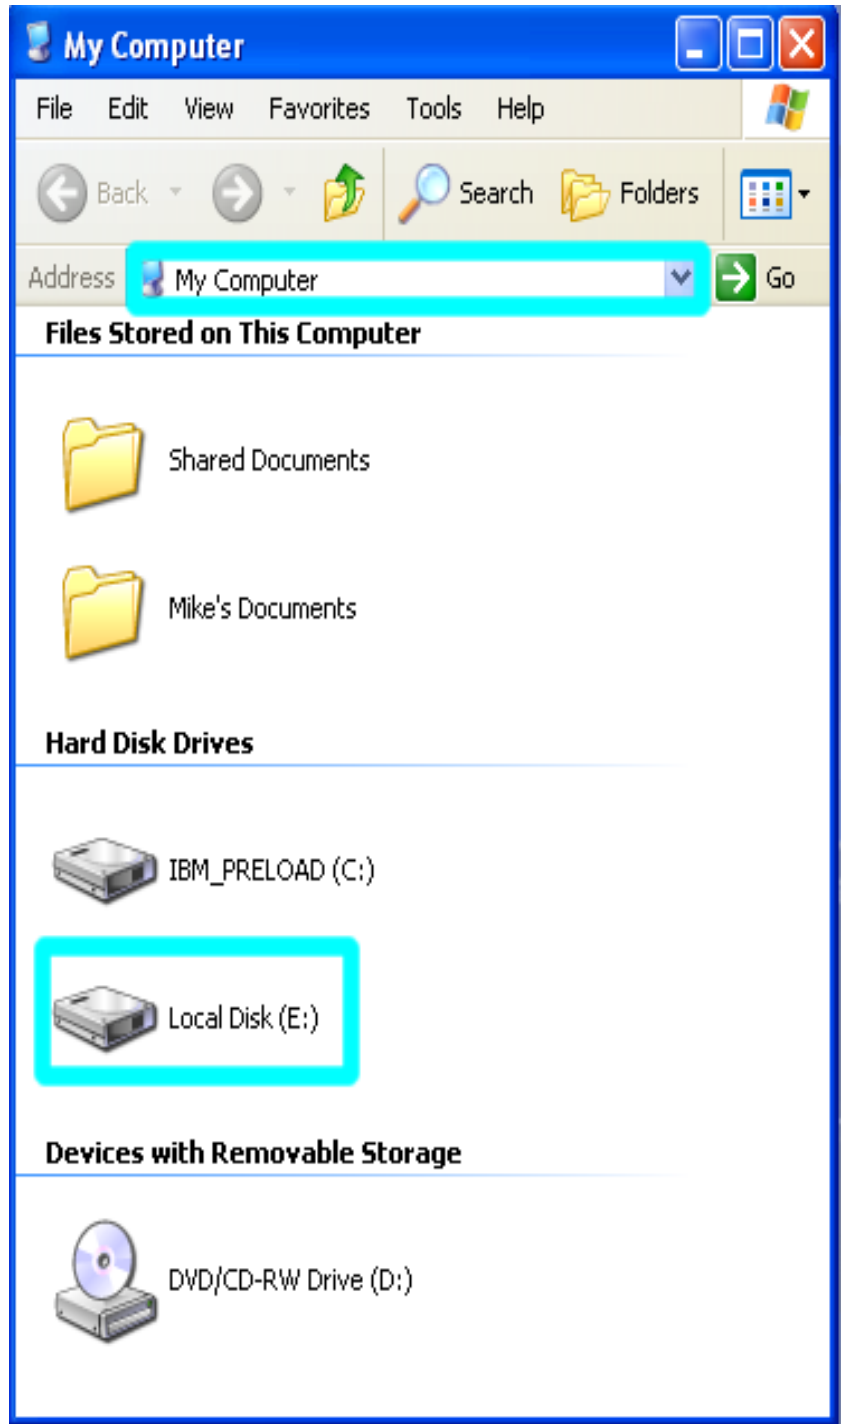 My Computer
File Edit View Favorites Tools Help
Back Search Folders
Address My Computer Go
Files Stored on This Computer
Shared Documents
Mike's Documents
Hard Disk Drives
IBM_PRELOAD (C:)
Local Disk (E:)
Devices with Removable Storage
DVD/CD-RW Drive (D:)